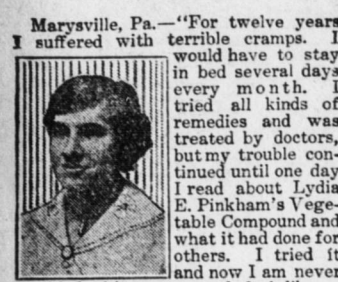 Marysville, Pa.—"For twelve years
I suffered with terrible cramps. I
would have to stay
in bed several days
every month. I
tried all kinds of
remedies and was
treated by doctors,
but my trouble con-
tinued until one day
I read about Lydia
E. Pinkham's Vege-
table Compound and
what it had done for
others. I tried it
and now I am never